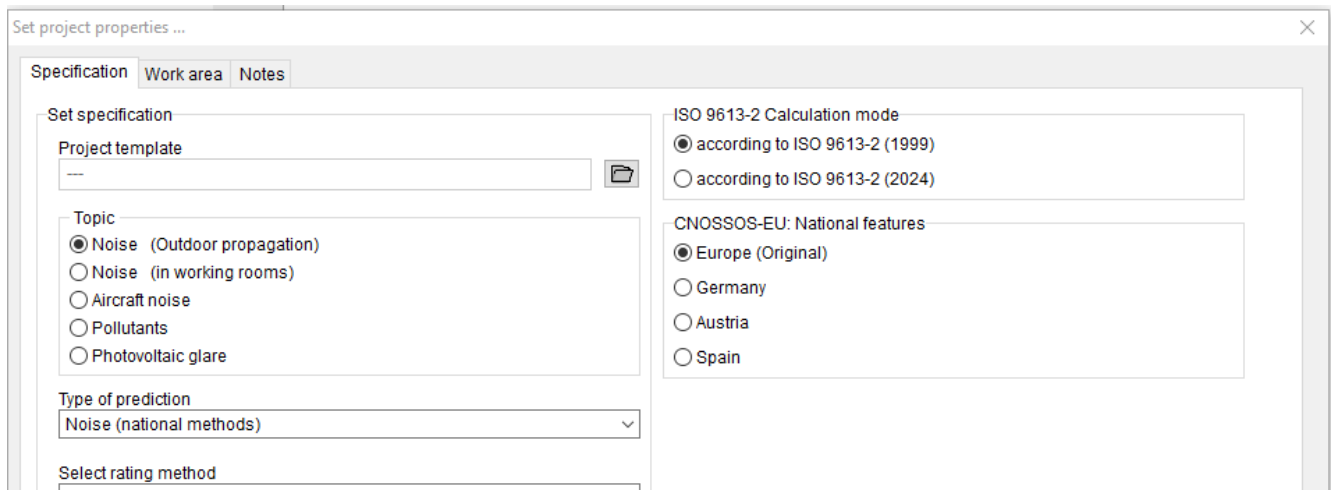 Set project properties ...
Specification
Work area
Notes
Set specification
Project template
---
Topic
Noise (Outdoor propagation)
Noise (in working rooms)
Aircraft noise
Pollutants
Photovoltaic glare
Type of prediction
Noise (national methods)
Select rating method
ISO 9613-2 Calculation mode
according to ISO 9613-2 (1999)
according to ISO 9613-2 (2024)
CNOSSOS-EU: National features
Europe (Original)
Germany
Austria
Spain